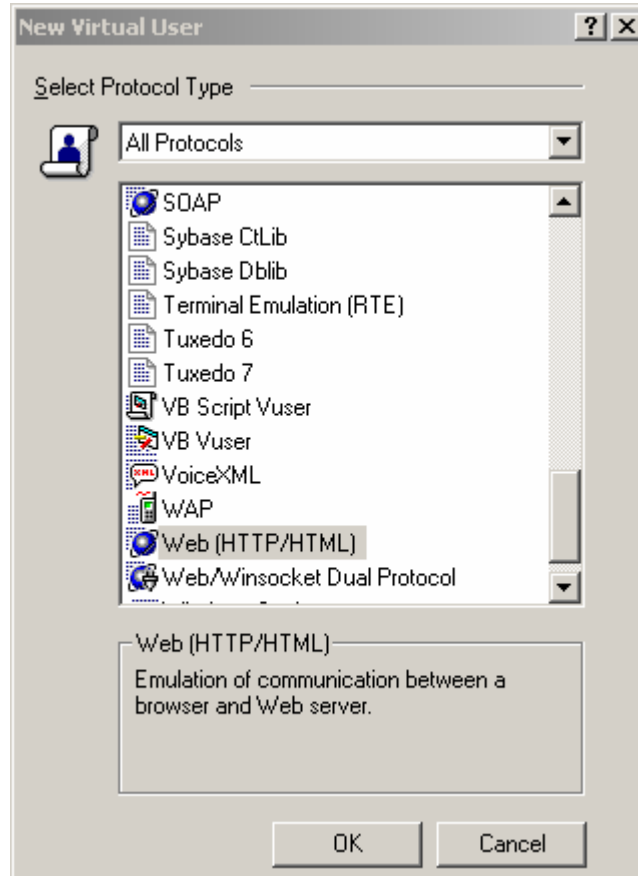 New Virtual User
Select Protocol Type
All Protocols
SOAP
Sybase CtLib
Sybase Dblib
Terminal Emulation (RTE)
Tuxedo 6
Tuxedo 7
VB Script Vuser
VB Vuser
VoiceXML
WAP
Web (HTTP/HTML)
Web/Winsocket Dual Protocol
Web (HTTP/HTML)
Emulation of communication between a
browser and Web server.
OK Cancel